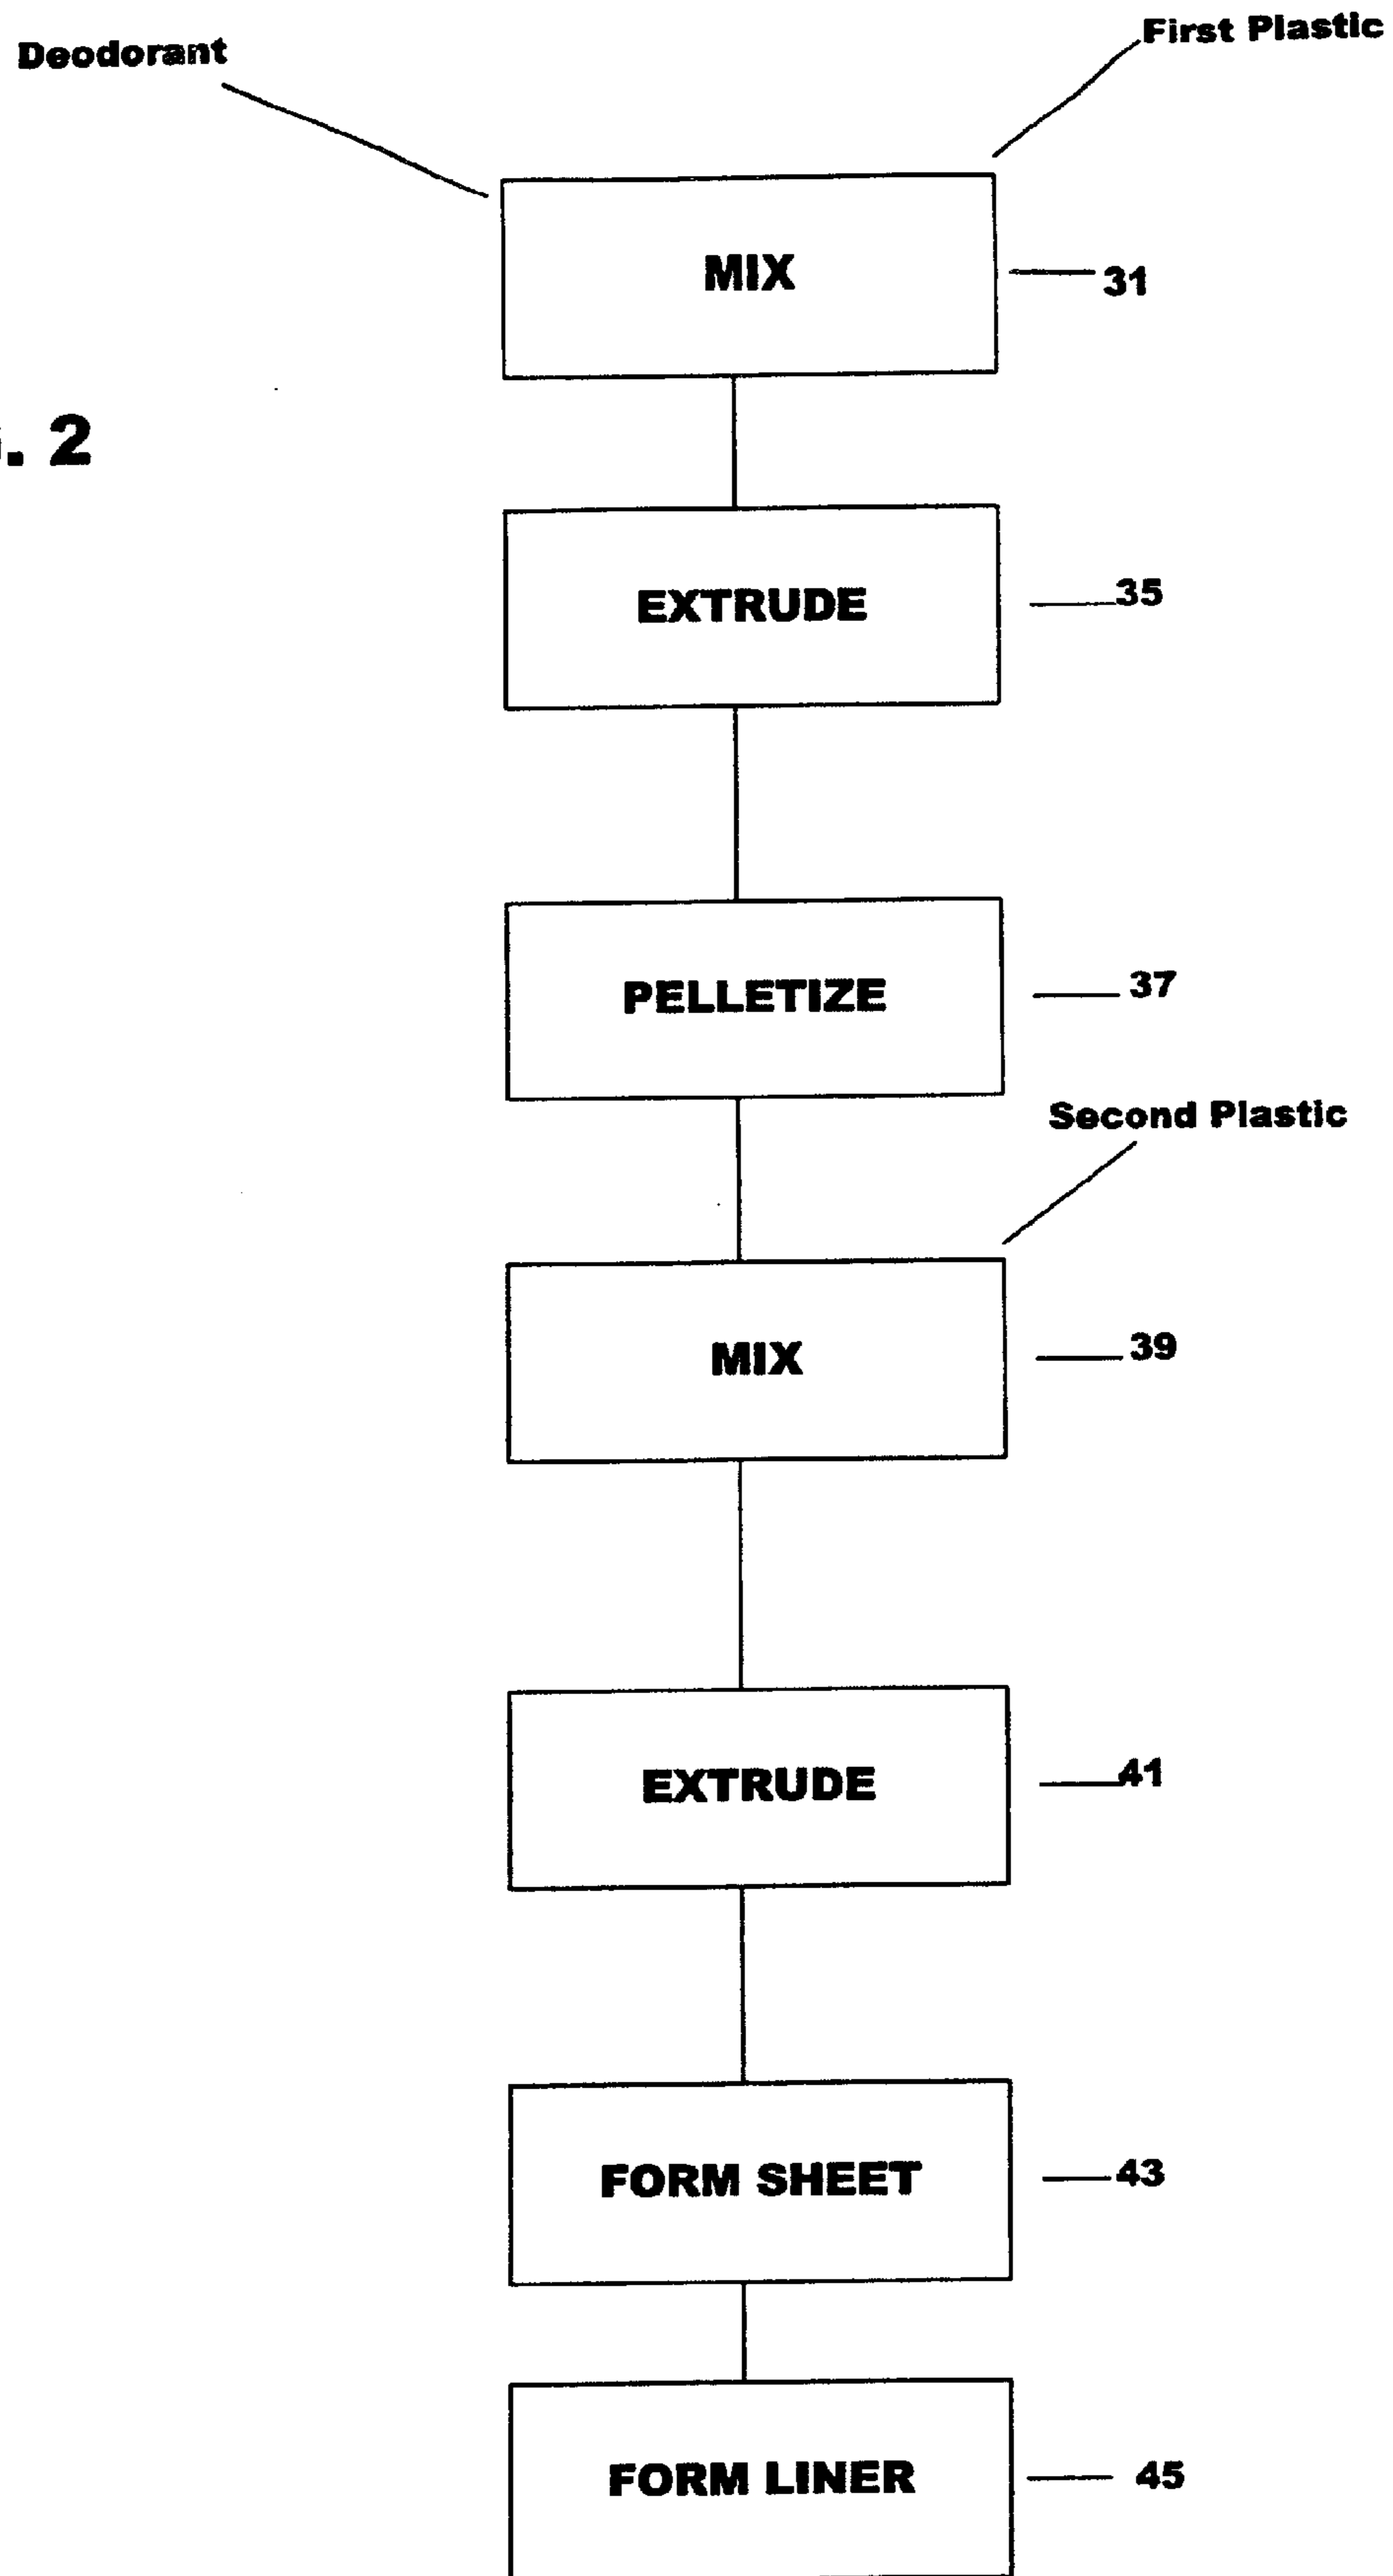 Deodorant
First Plastic
MIX
31
. 2
EXTRUDE
35
PELLETIZE
37
Second Plastic
MIX
39
EXTRUDE
41
FORM SHEET
43
FORM LINER
45